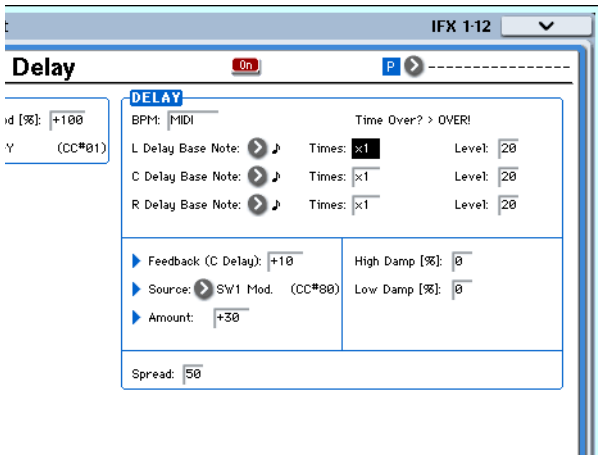 t IFX 1-12
Delay On P ----------------
od [%]: +100
Y (CC#01)
DELAY
BPM: MIDI Time Over? > OVER!
L Delay Base Note: ♪ Times: x1 Level: 20
C Delay Base Note: ♪ Times: x1 Level: 20
R Delay Base Note: ♪ Times: x1 Level: 20
Feedback (C Delay): +10 High Damp [%]: 0
Source: SW1 Mod. (CC#80) Low Damp [%]: 0
Amount: +30
Spread: 50